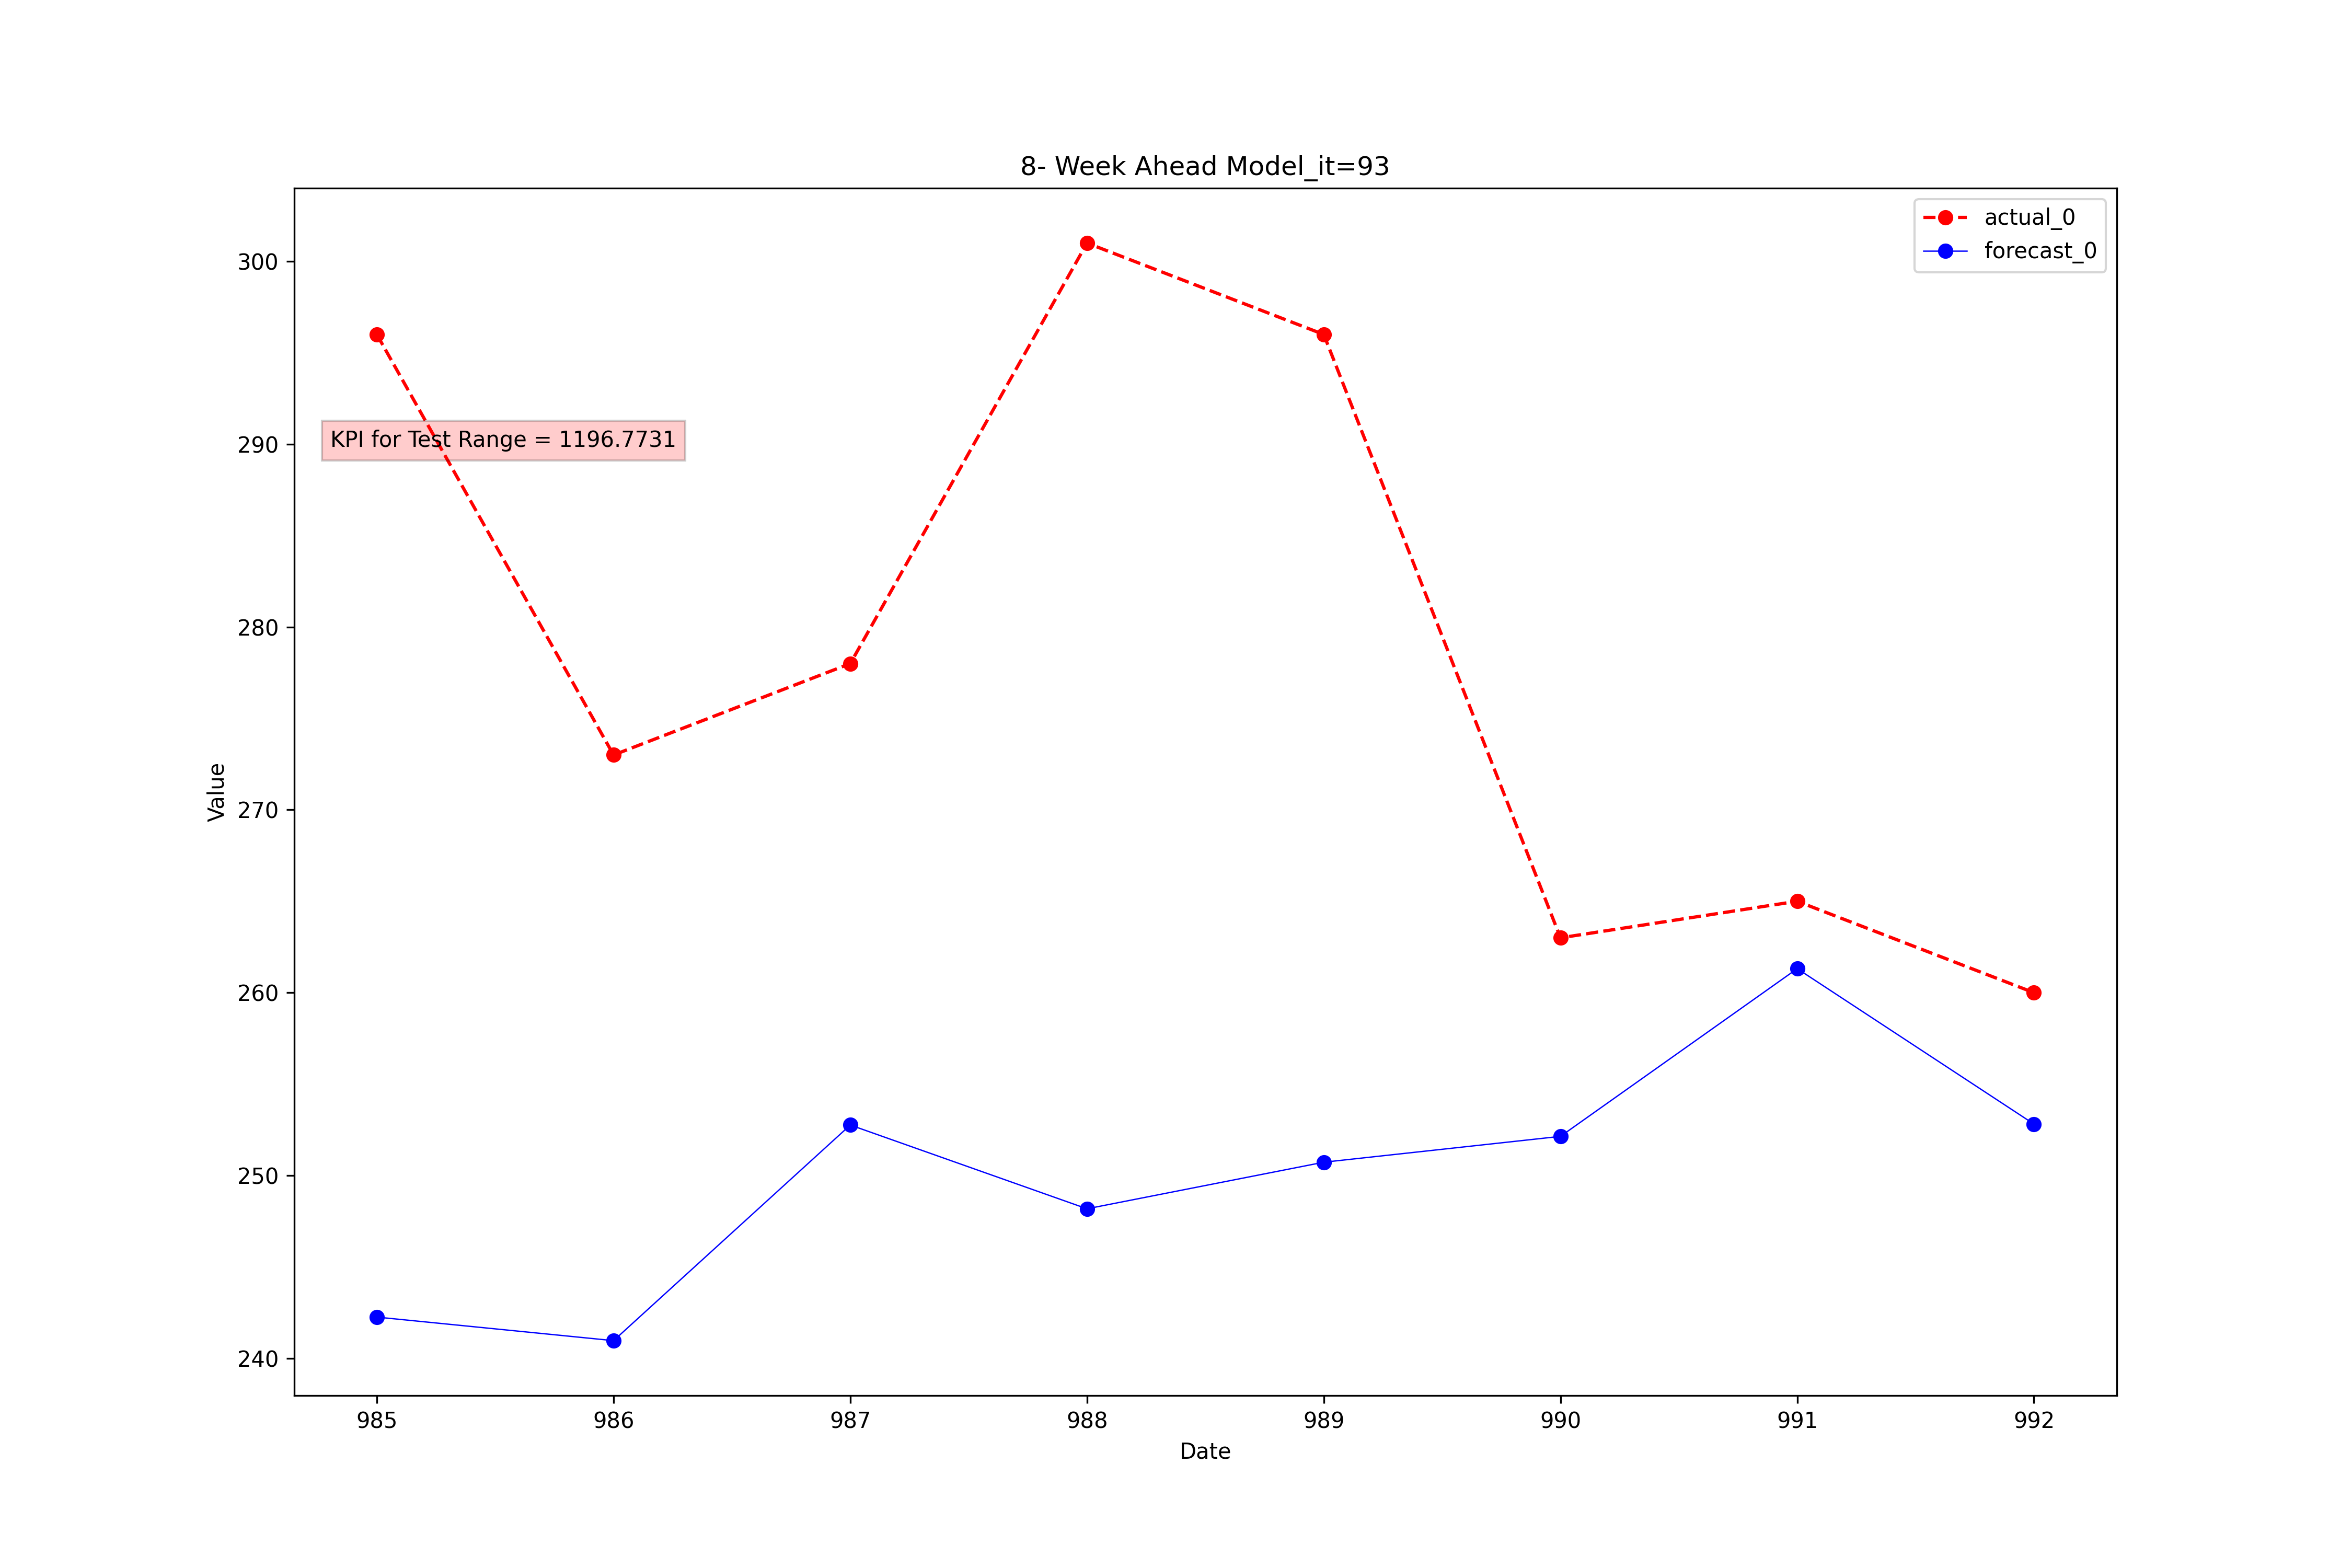 8- Week Ahead Model_it=93
actual_0
forecast_0
KPI for Test Range = 1196.7731
Value
300
290
280
270
260
250
240
985 986 987 988 989 990 991 992
Date